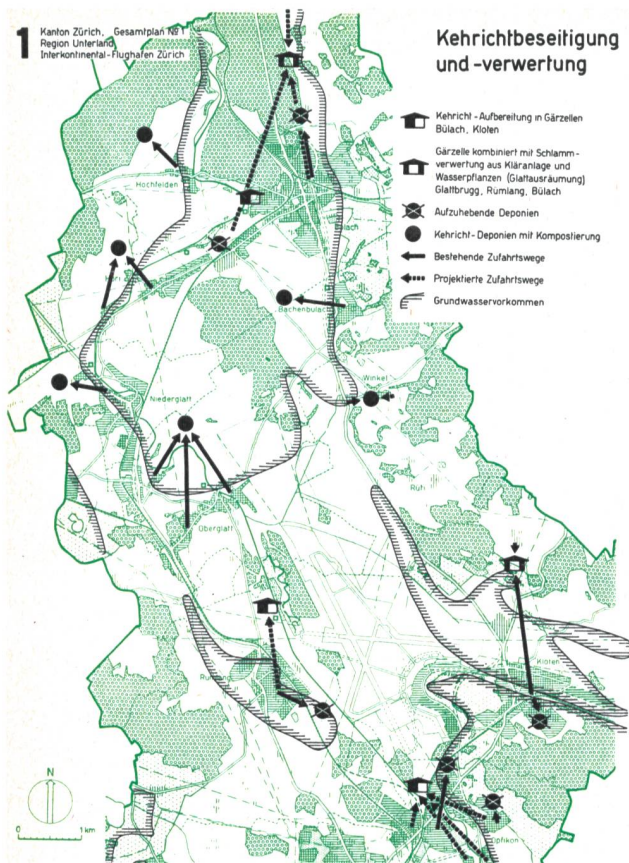 1
Kanton Zürich, Gesamtplan № 1
Region Unterland
Interkontinental-Flughafen Zürich
Kehrichtbeseitigung
und -verwertung
Kehricht-Aufbereitung in Gärzellen
Bülach, Kloten
Gärzelle kombiniert mit Schlamm-
verwertung aus Kläranlage und
Wasserpflanzen (Glattausräumung)
Glattbrugg, Rümlang, Bülach
Aufzuhebende Deponien
Kehricht-Deponien mit Kompostierung
Bestehende Zufahrtswege
Projektierte Zufahrtswege
Grundwasservorkommen
Hochfelden
Bachenbülach
Winkel
Niederglatt
Rüti
Oberglatt
Kloten
Opfikon
N
0 1 km